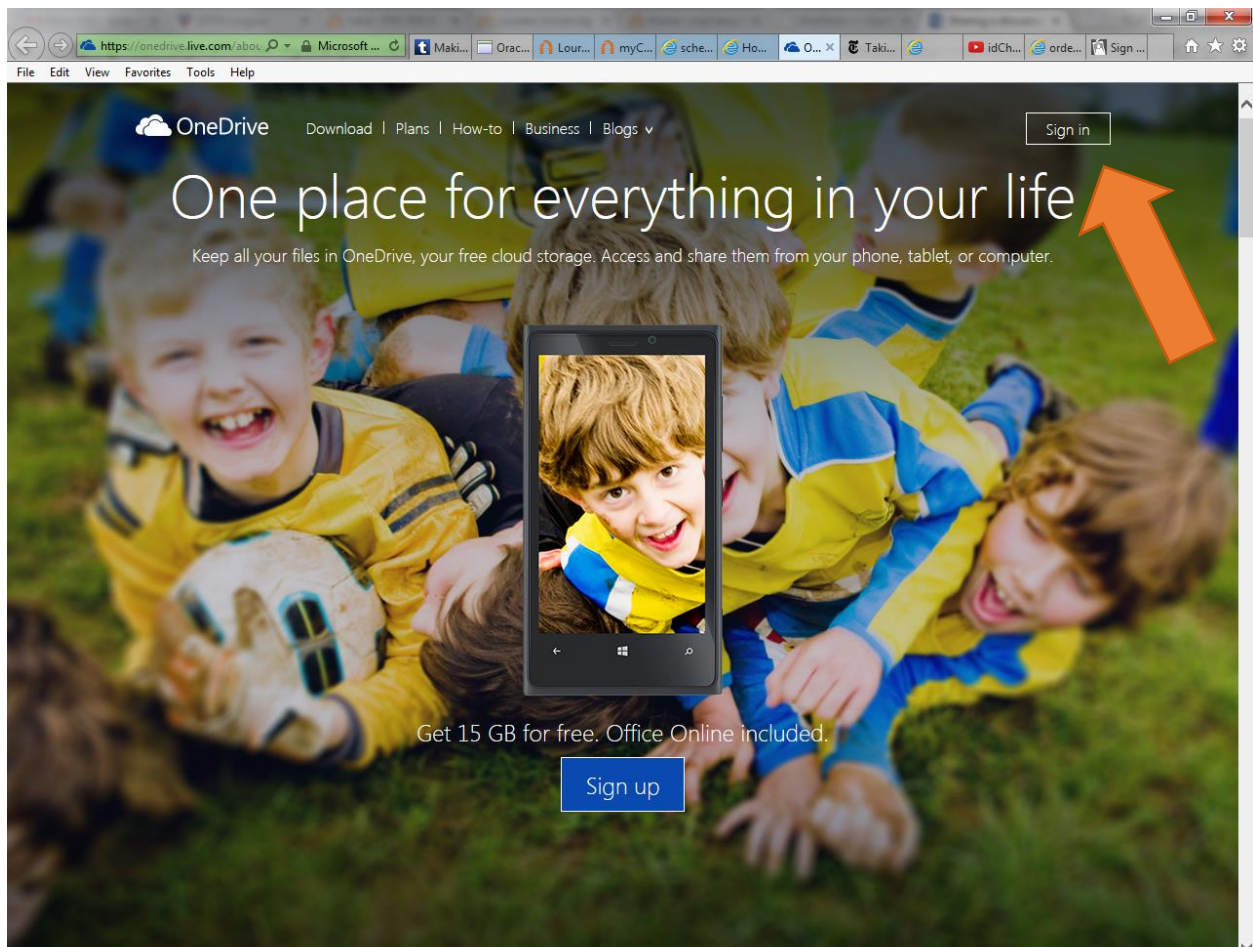 https://onedrive.live.com/abou Microsoft ... Maki... Orac... Lour... myC... sche... Ho... O... Taki... idCh... orde... Sign ...
File Edit View Favorites Tools Help
OneDrive Download | Plans | How-to | Business | Blogs Sign in
One place for everything in your life
Keep all your files in OneDrive, your free cloud storage. Access and share them from your phone, tablet, or computer.
Get 15 GB for free. Office Online included.
Sign up